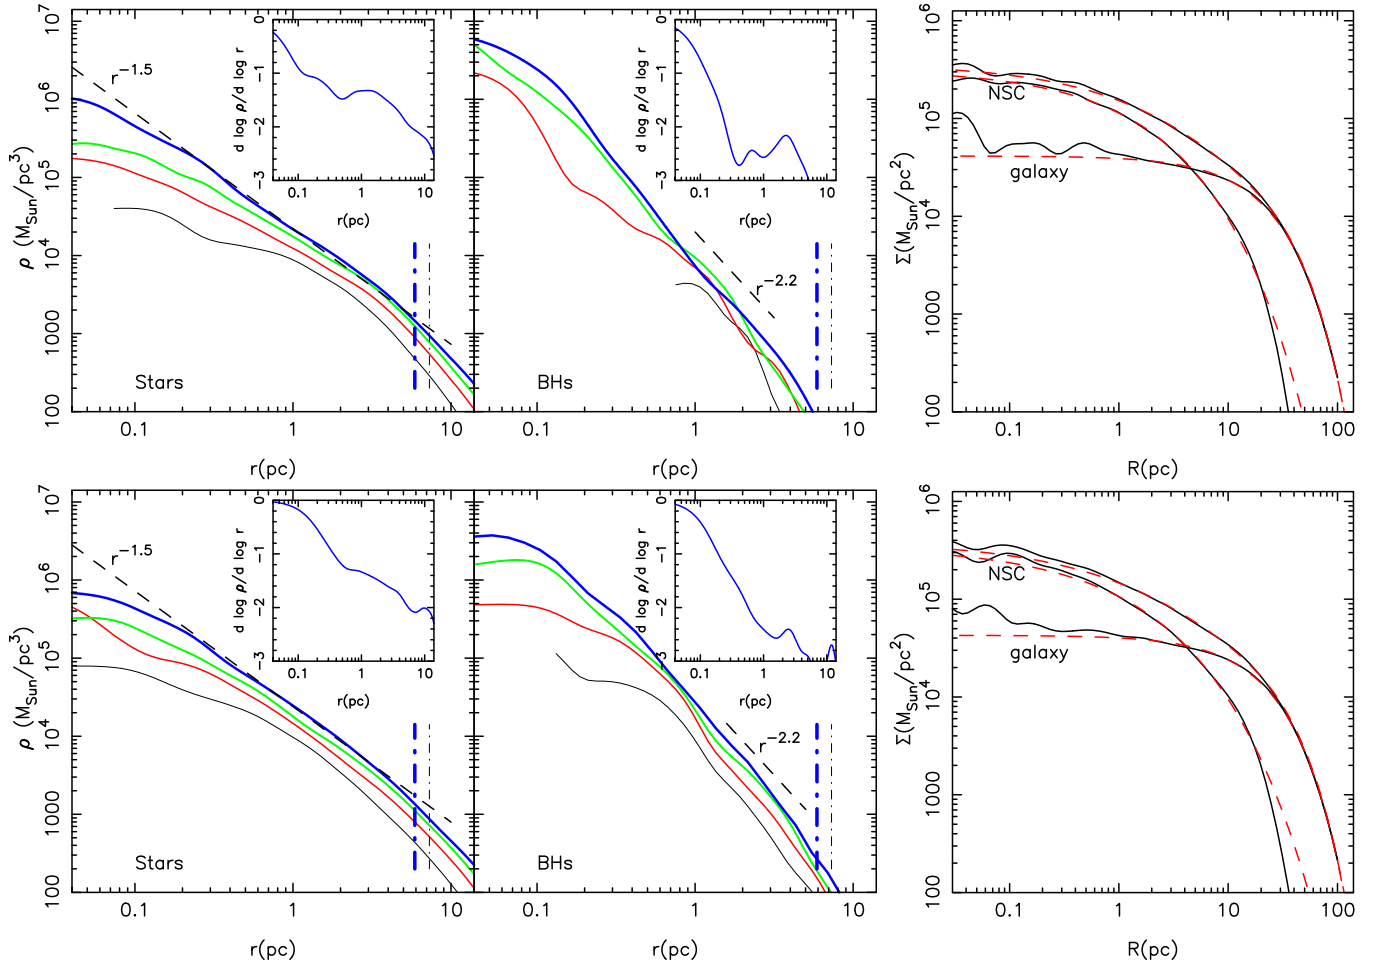 10^7
10^6
10^5
10^4
1000
100
ρ (M_Sun/pc^3)
r^−1.5
Stars
0.1
1
10
r(pc)
0
−1
−2
−3
d log ρ/d log r
0.1
1
10
r(pc)
r^−2.2
BHs
0.1
1
10
r(pc)
0
−1
−2
−3
d log ρ/d log r
0.1
1
10
r(pc)
10^6
10^5
10^4
1000
100
Σ(M_Sun/pc^2)
NSC
galaxy
0.1
1
10
100
R(pc)
10^7
10^6
10^5
10^4
1000
100
ρ (M_Sun/pc^3)
r^−1.5
Stars
0.1
1
10
r(pc)
0
−1
−2
−3
d log ρ/d log r
0.1
1
10
r(pc)
r^−2.2
BHs
0.1
1
10
r(pc)
0
−1
−2
−3
d log ρ/d log r
0.1
1
10
r(pc)
10^6
10^5
10^4
1000
100
Σ(M_Sun/pc^2)
NSC
galaxy
0.1
1
10
100
R(pc)